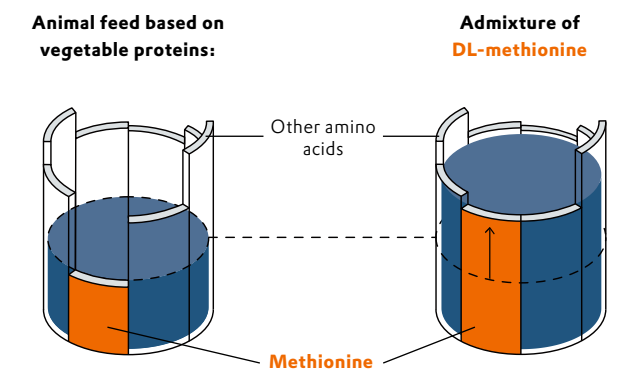 Animal feed based on
vegetable proteins:
Admixture of
DL-methionine
Other amino
acids
Methionine